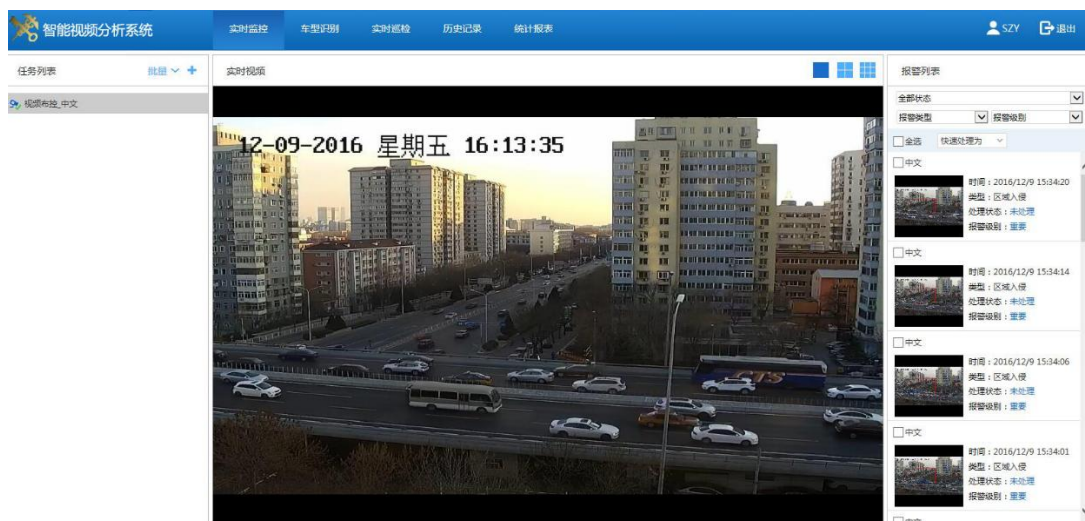 智能视频分析系统
实时监控
车型识别
实时巡检
历史记录
统计报表
SZY
退出
任务列表
批量
视频布控_中文
实时视频
12-09-2016 星期五 16:13:35
CTS
报警列表
全部状态
报警类型
报警级别
全选
快速处理为
中文
时间：2016/12/9 15:34:20
类型：区域入侵
处理状态：未处理
报警级别：重要
中文
时间：2016/12/9 15:34:14
类型：区域入侵
处理状态：未处理
报警级别：重要
中文
时间：2016/12/9 15:34:06
类型：区域入侵
处理状态：未处理
报警级别：重要
中文
时间：2016/12/9 15:34:01
类型：区域入侵
处理状态：未处理
报警级别：重要
中文